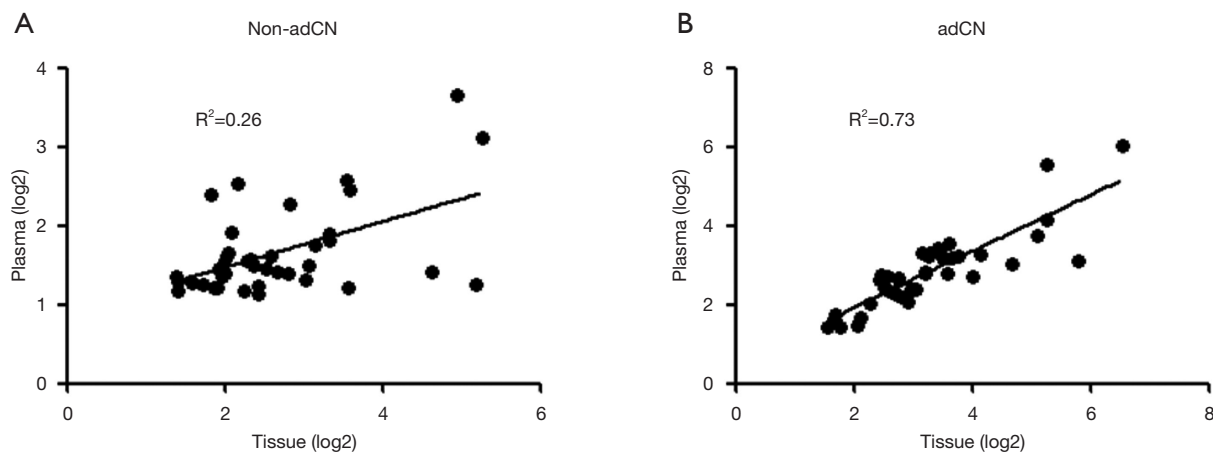 A
Non-adCN
4
3
2
1
0
Plasma (log2)
R²=0.26
0 2 4 6
Tissue (log2)
B
adCN
8
6
4
2
0
Plasma (log2)
R²=0.73
0 2 4 6 8
Tissue (log2)